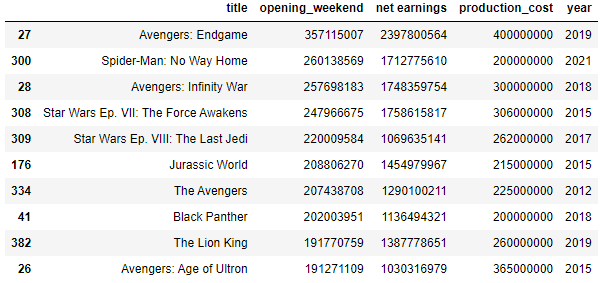 title opening_weekend net earnings production_cost year
27 Avengers: Endgame 357115007 2397800564 400000000 2019
300 Spider-Man: No Way Home 260138569 1712775610 200000000 2021
28 Avengers: Infinity War 257698183 1748359754 300000000 2018
308 Star Wars Ep. VII: The Force Awakens 247966675 1758615817 306000000 2015
309 Star Wars Ep. VIII: The Last Jedi 220009584 1069635141 262000000 2017
176 Jurassic World 208806270 1454979967 215000000 2015
334 The Avengers 207438708 1290100211 225000000 2012
41 Black Panther 202003951 1136494321 200000000 2018
382 The Lion King 191770759 1387778651 260000000 2019
26 Avengers: Age of Ultron 191271109 1030316979 365000000 2015